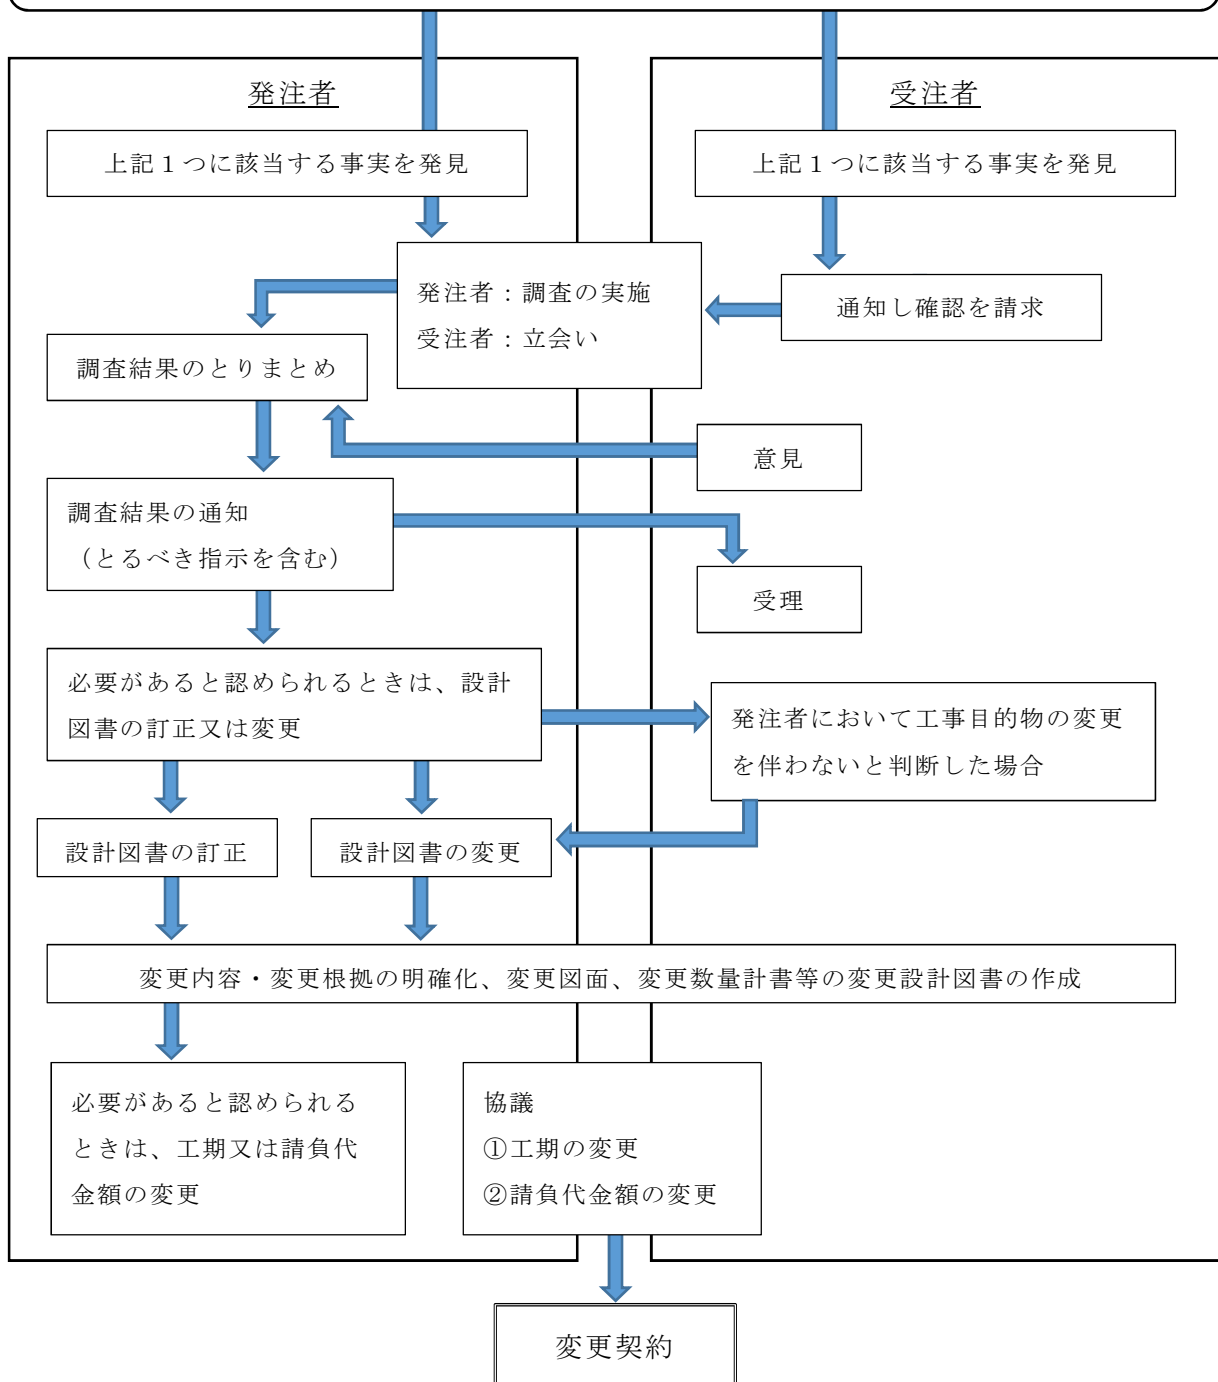 発注者
受注者
上記１つに該当する事実を発見
上記１つに該当する事実を発見
発注者：調査の実施
受注者：立会い
通知し確認を請求
調査結果のとりまとめ
意見
調査結果の通知
（とるべき指示を含む）
受理
必要があると認められるときは、設計
図書の訂正又は変更
発注者において工事目的物の変更
を伴わないと判断した場合
設計図書の訂正
設計図書の変更
変更内容・変更根拠の明確化、変更図面、変更数量計書等の変更設計図書の作成
必要があると認められる
ときは、工期又は請負代
金額の変更
協議
①工期の変更
②請負代金額の変更
変更契約